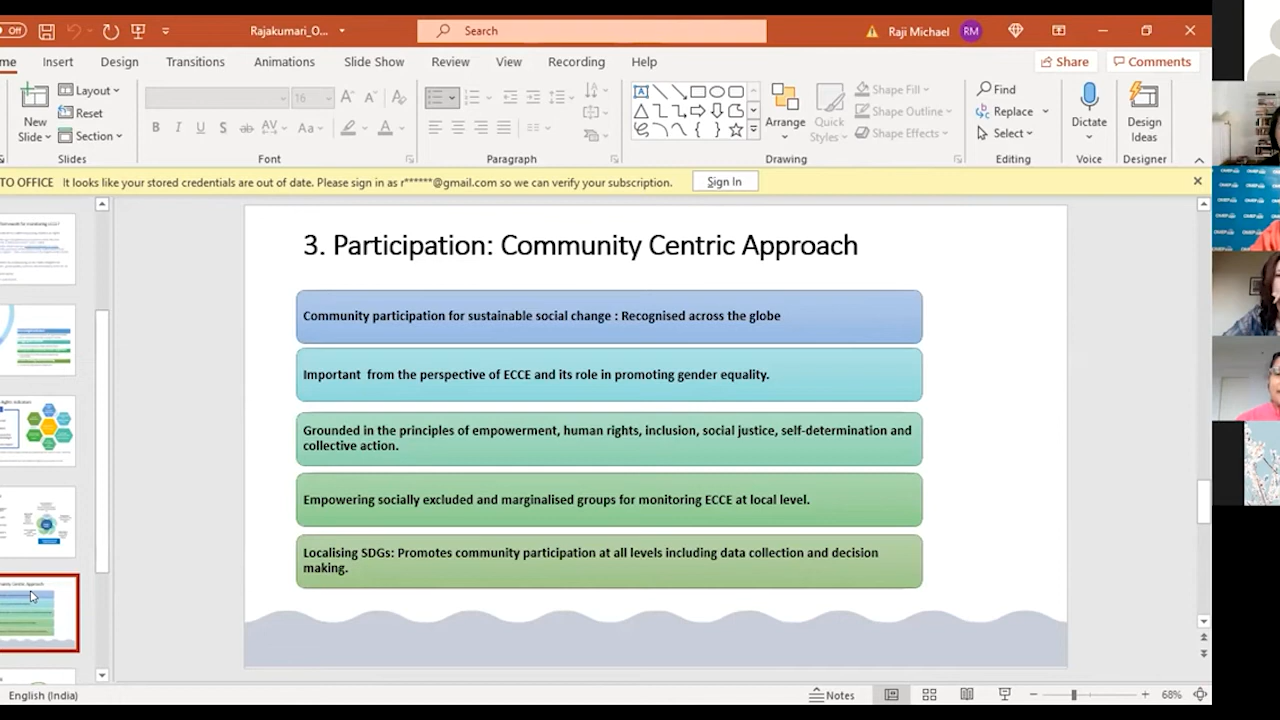 Off
Rajakumari_O...
Search
Raji Michael
RM
me
Insert
Design
Transitions
Animations
Slide Show
Review
View
Recording
Help
Share
Comments
New
Slide
Layout
Reset
Section
Slides
16
B I U S ab AV Aa A
Font
Paragraph
Arrange
Quick
Styles
Shape Fill
Shape Outline
Shape Effects
Drawing
Find
Replace
Select
Editing
Dictate
Voice
Design
Ideas
Designer
TO OFFICE It looks like your stored credentials are out of date. Please sign in as r******@gmail.com so we can verify your subscription.
Sign In
3. Participation: Community Centric Approach
Community participation for sustainable social change : Recognised across the globe
Important from the perspective of ECCE and its role in promoting gender equality.
Grounded in the principles of empowerment, human rights, inclusion, social justice, self-determination and
collective action.
Empowering socially excluded and marginalised groups for monitoring ECCE at local level.
Localising SDGs: Promotes community participation at all levels including data collection and decision
making.
English (India)
Notes
68%